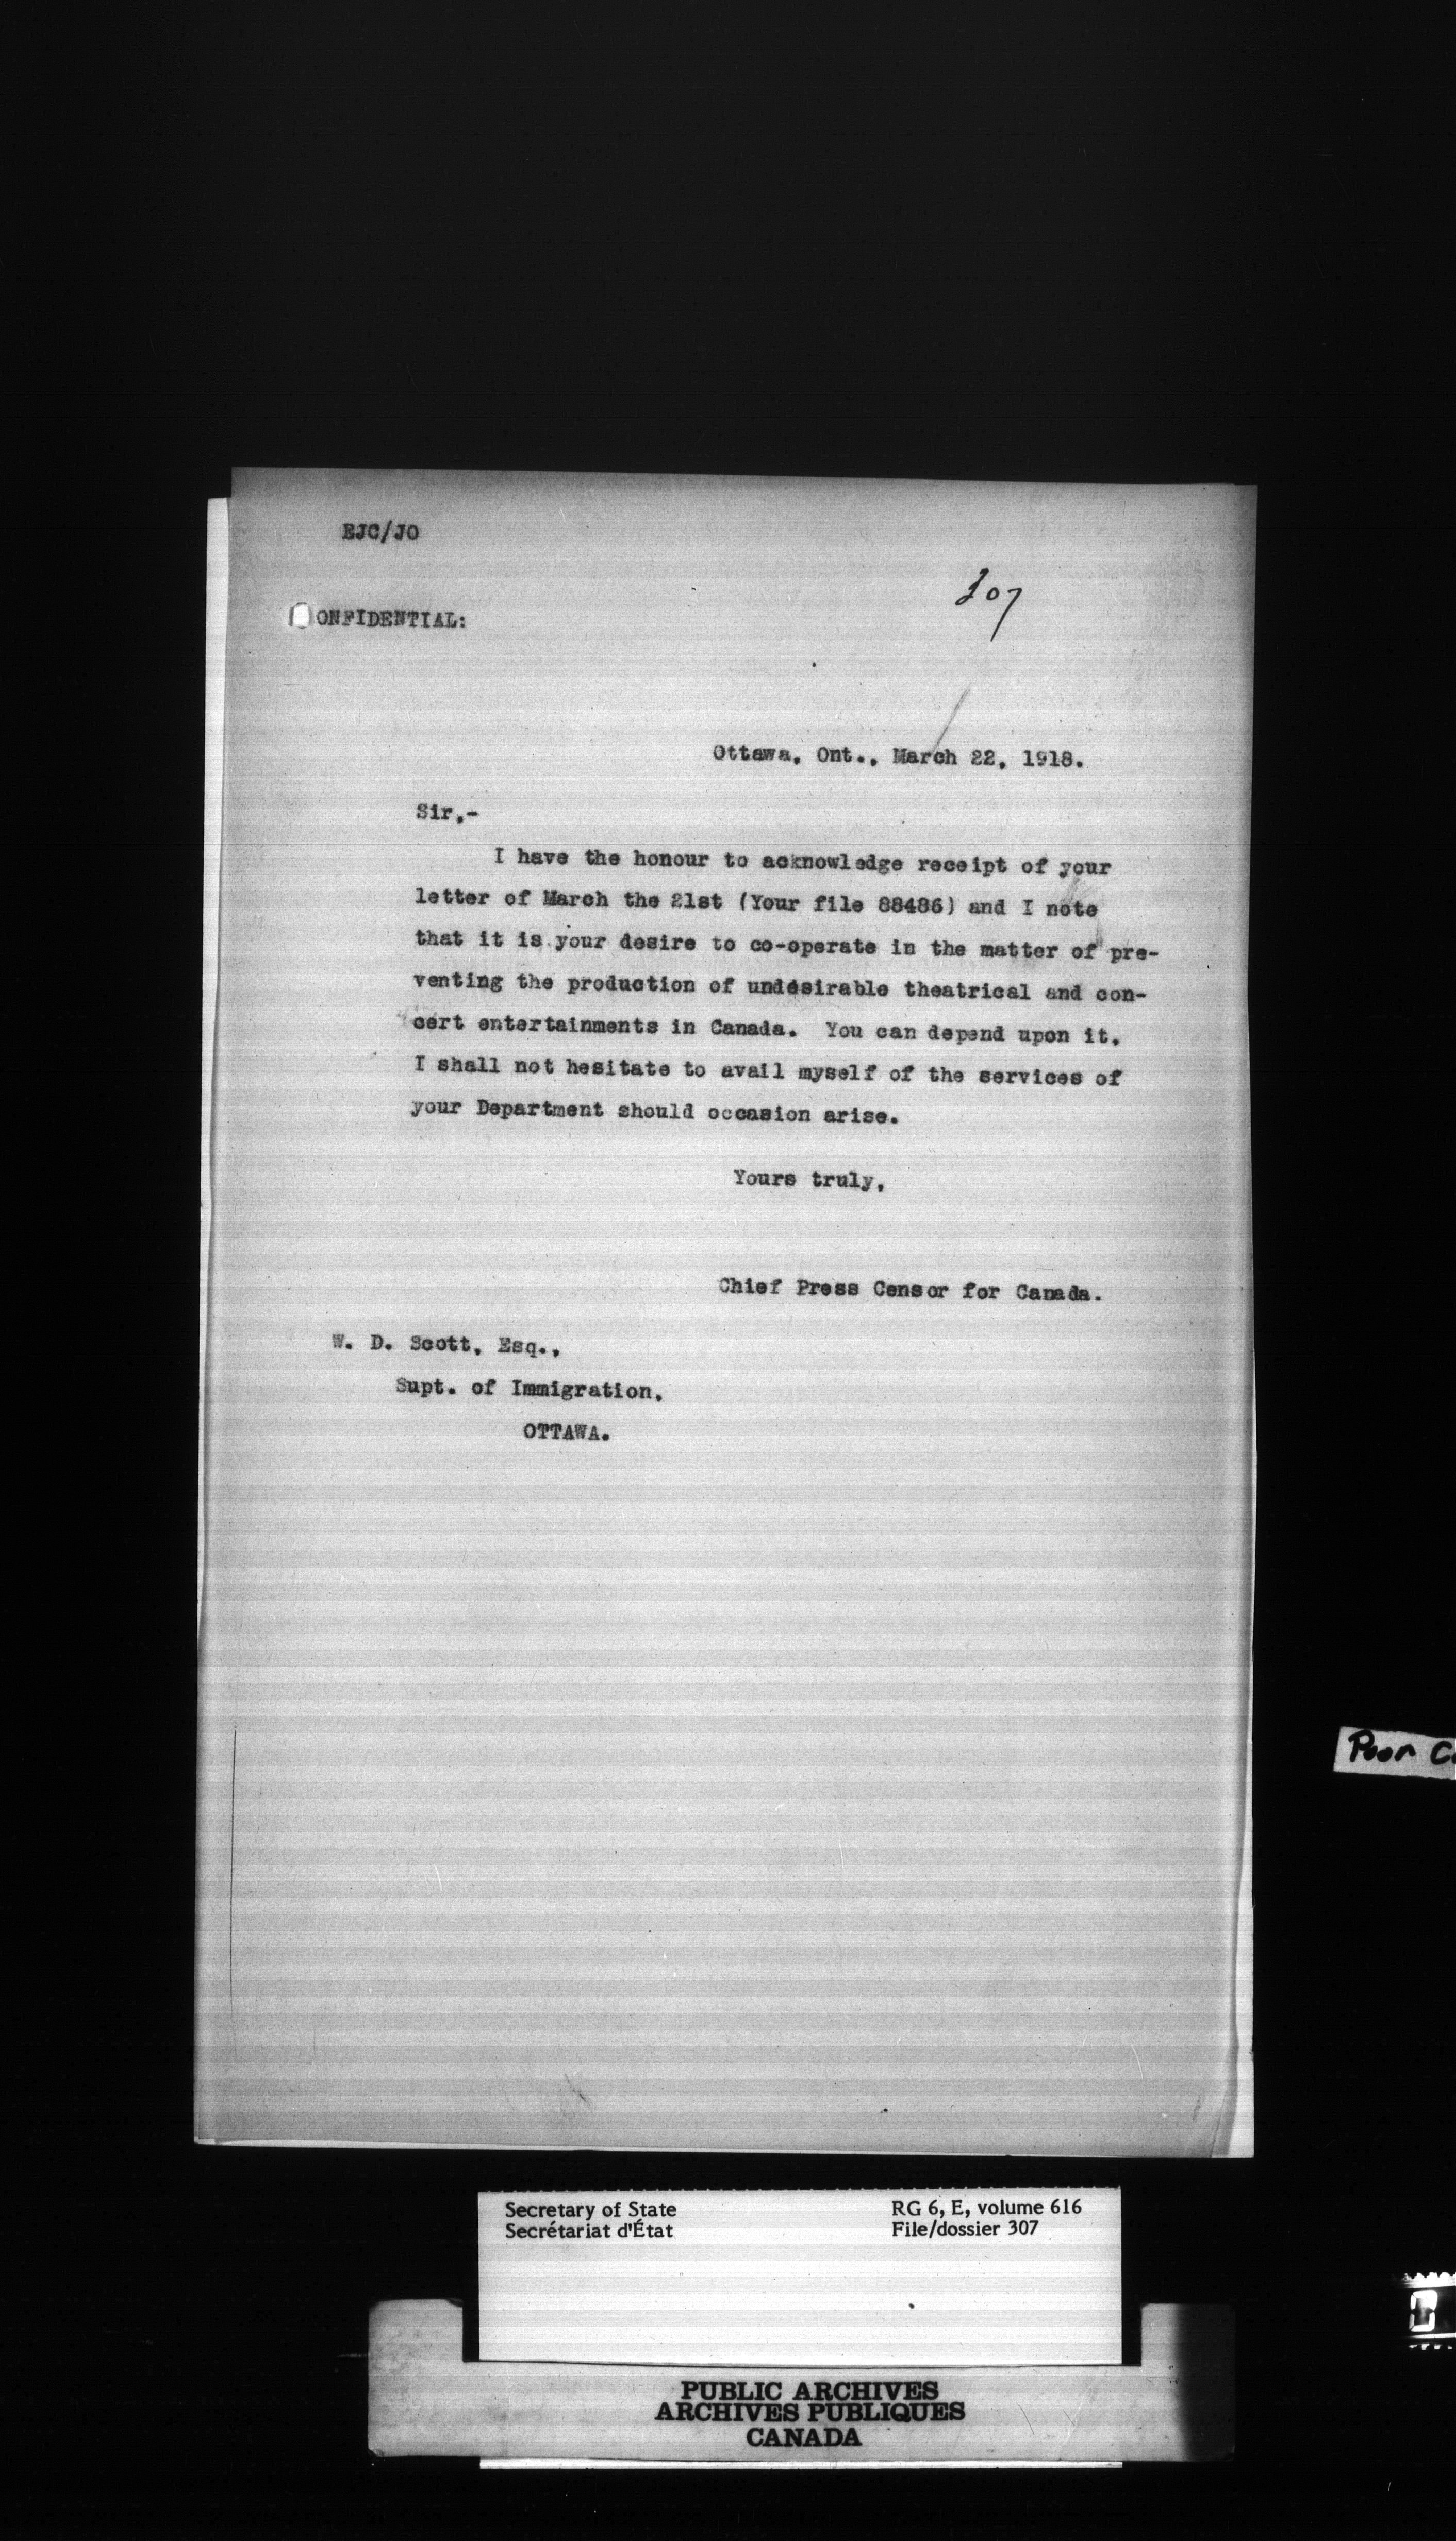 EJC/JO
307
ONFIDENTIAL:
Ottawa, Ont., March 22, 1918.
Sir,-
I have the honour to acknowledge receipt of your
letter of March the 21st (Your file 88486) and I note
that it is your desire to co-operate in the matter of pre-
venting the production of undesirable theatrical and con-
cert entertainments in Canada. You can depend upon it,
I shall not hesitate to avail myself of the services of
your Department should occasion arise.
Yours truly,
Chief Press Censor for Canada.
W. D. Scott, Esq.,
Supt. of Immigration,
OTTAWA.
Poor
Secretary of State
Secrétariat d'État
RG 6, E, volume 616
File/dossier 307
PUBLIC ARCHIVES
ARCHIVES PUBLIQUES
CANADA